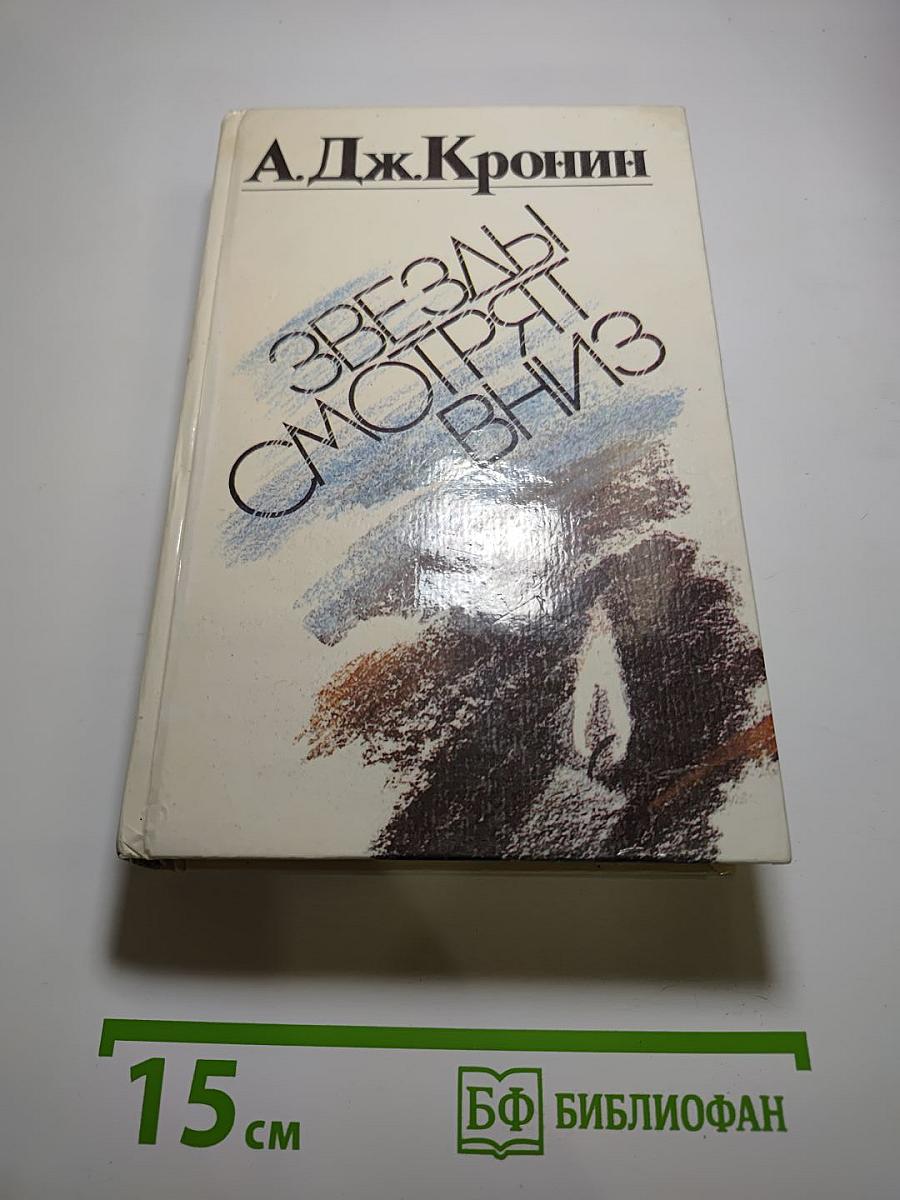 А. Дж. Кронин
ЗВЕЗДЫ
СМОТРЯТ
ВНИЗ
15 см
БФ БИБЛИОФАН